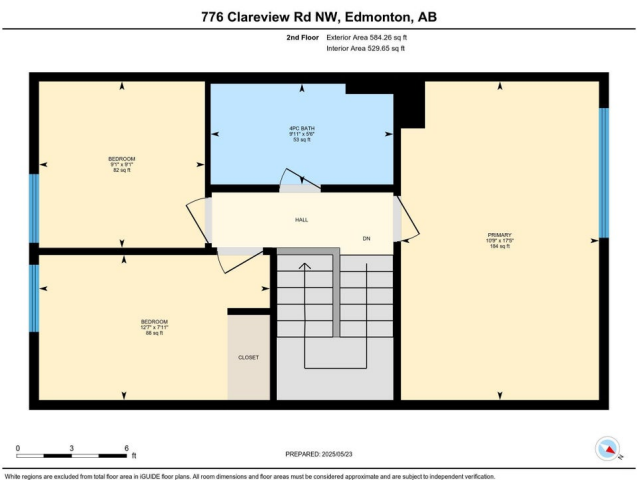 776 Clareview Rd NW, Edmonton, AB
2nd Floor Exterior Area 584.26 sq ft
Interior Area 529.65 sq ft
4PC BATH
9'11" x 5'6"
53 sq ft
BEDROOM
9'1" x 9'1"
82 sq ft
HALL
DN
PRIMARY
10'9" x 17'5"
184 sq ft
BEDROOM
12'7" x 7'11"
88 sq ft
CLOSET
0 3 6
ft
PREPARED: 2025/05/23
N
White regions are excluded from total floor area in iGUIDE floor plans. All room dimensions and floor areas must be considered approximate and are subject to independent verification.